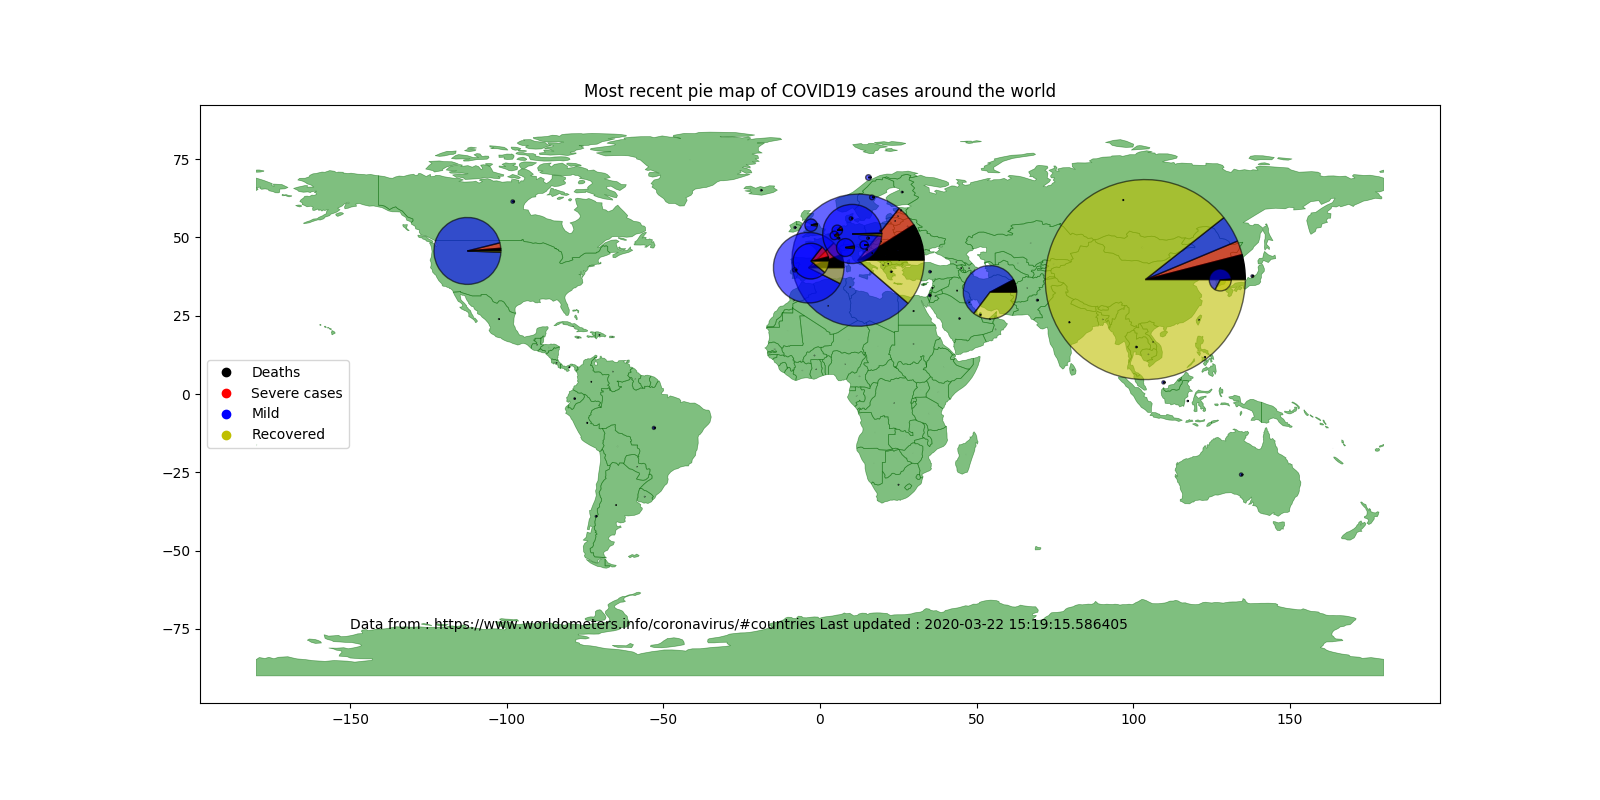 Most recent pie map of COVID19 cases around the world
75
50
25
0
−25
−50
−75
Deaths
Severe cases
Mild
Recovered
Data from : https://www.worldometers.info/coronavirus/#countries Last updated : 2020-03-22 15:19:15.586405
−150
−100
−50
0
50
100
150